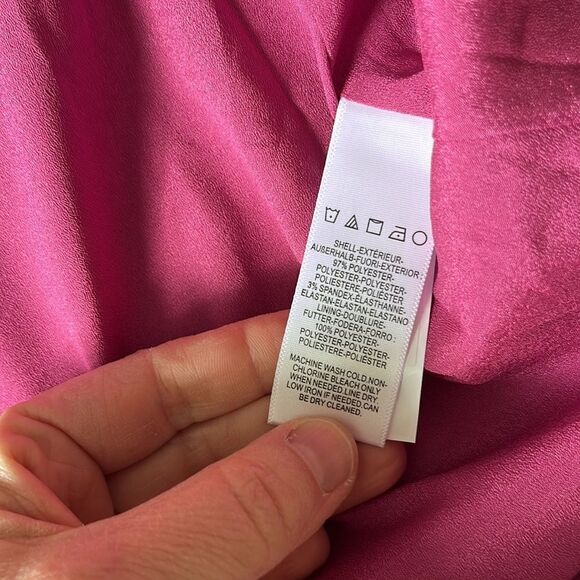 SHELL-EXTÉRIEUR-
AUßERHALB-FUORI-EXTERIOR
97% POLYESTER-
POLYESTER-POLYESTER-
POLIESTERE-POLIÉSTER
3% SPANDEX-ÉLASTHANNE-
ELASTAN-ELASTAN-ELASTANO
LINING-DOUBLURE-
FUTTER-FODERA-FORRO:
100% POLYESTER-
POLYESTER-POLYESTER-
POLIESTERE-POLIÉSTER
MACHINE WASH COLD.NON-
CHLORINE BLEACH ONLY
WHEN NEEDED.LINE DRY
LOW IRON IF NEEDED.CAN
BE DRY CLEANED.